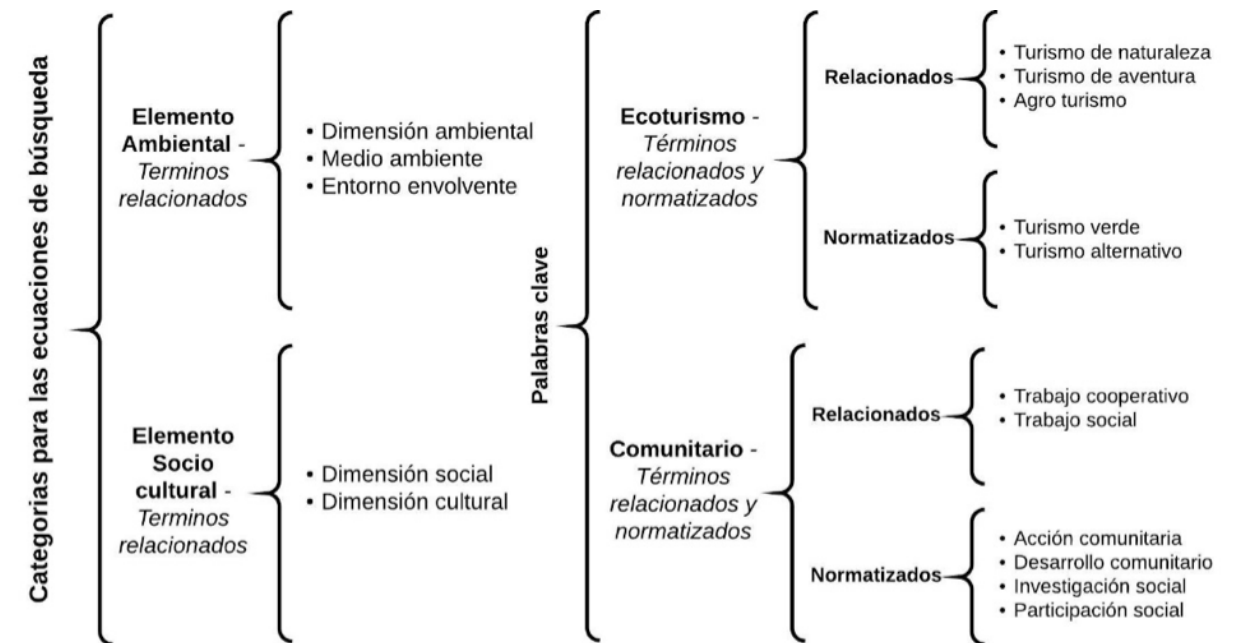 Categorias para las ecuaciones de búsqueda
Elemento
Ambiental -
Terminos
relacionados
• Dimensión ambiental
• Medio ambiente
• Entorno envolvente
Elemento
Socio
cultural -
Terminos
relacionados
• Dimensión social
• Dimensión cultural
Palabras clave
Ecoturismo -
Términos
relacionados y
normatizados
Relacionados
• Turismo de naturaleza
• Turismo de aventura
• Agro turismo
Normatizados
• Turismo verde
• Turismo alternativo
Comunitario -
Términos
relacionados y
normatizados
Relacionados
• Trabajo cooperativo
• Trabajo social
Normatizados
• Acción comunitaria
• Desarrollo comunitario
• Investigación social
• Participación social